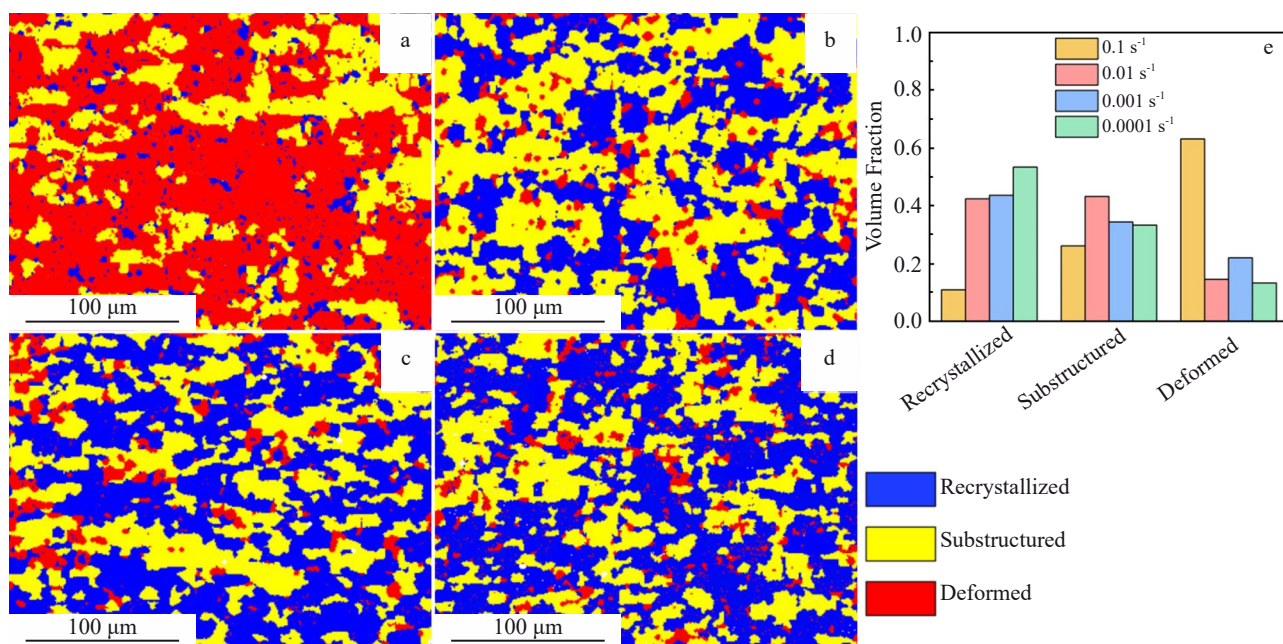 a
b
100 μm
100 μm
c
d
100 μm
100 μm
e
1.0
0.8
0.6
0.4
0.2
0.0
Volume Fraction
0.1 s⁻¹
0.01 s⁻¹
0.001 s⁻¹
0.0001 s⁻¹
Recrystallized
Substructured
Deformed
Recrystallized
Substructured
Deformed